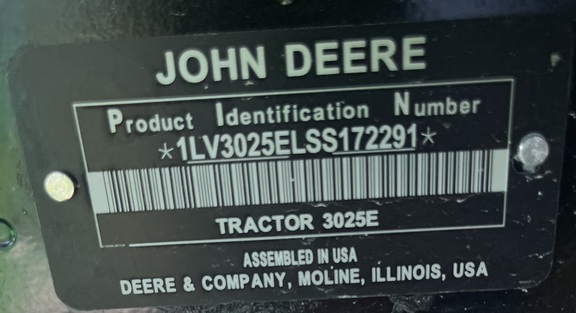 JOHN DEERE
Product Identification Number
*1LV3025ELSS172291*
TRACTOR 3025E
ASSEMBLED IN USA
DEERE & COMPANY, MOLINE, ILLINOIS, USA